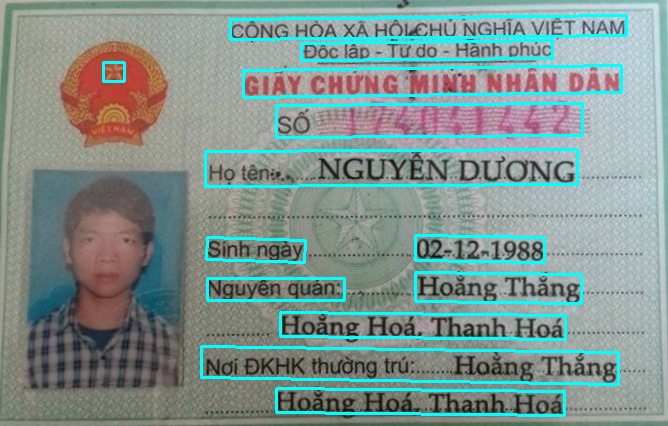 CỘNG HÒA XÃ HỘI CHỦ NGHĨA VIỆT NAM
Độc lập - Tự do - Hạnh phúc
GIẤY CHỨNG MINH NHÂN DÂN
SỐ 174041442
VIỆT NAM
Họ tên: NGUYỄN DƯƠNG
Sinh ngày 02-12-1988
Nguyên quán: Hoằng Thắng
Hoằng Hoá, Thanh Hoá
Nơi ĐKHK thường trú: Hoằng Thắng
Hoằng Hoá, Thanh Hoá